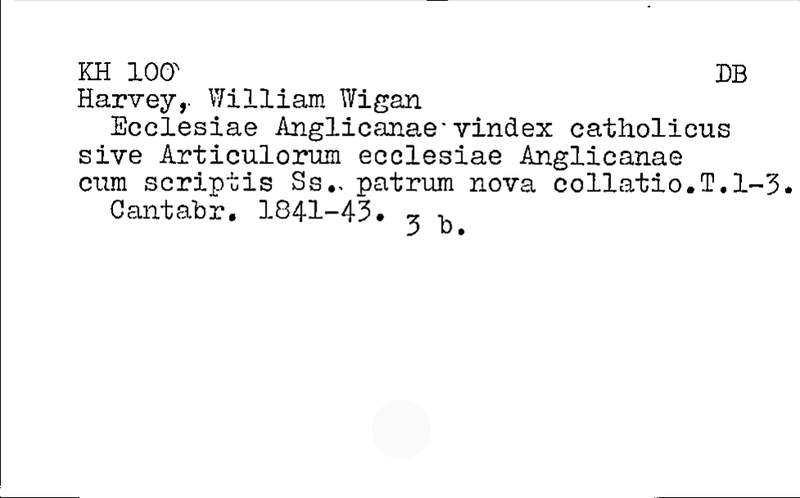 KH 100 DB
Harvey, William Wigan
Ecclesiae Anglicanae vindex catholicus
sive Articulorum ecclesiae Anglicanae
cum scriptis Ss. patrum nova collatio.T.1-3.
Cantabr. 1841-43. 3 b.